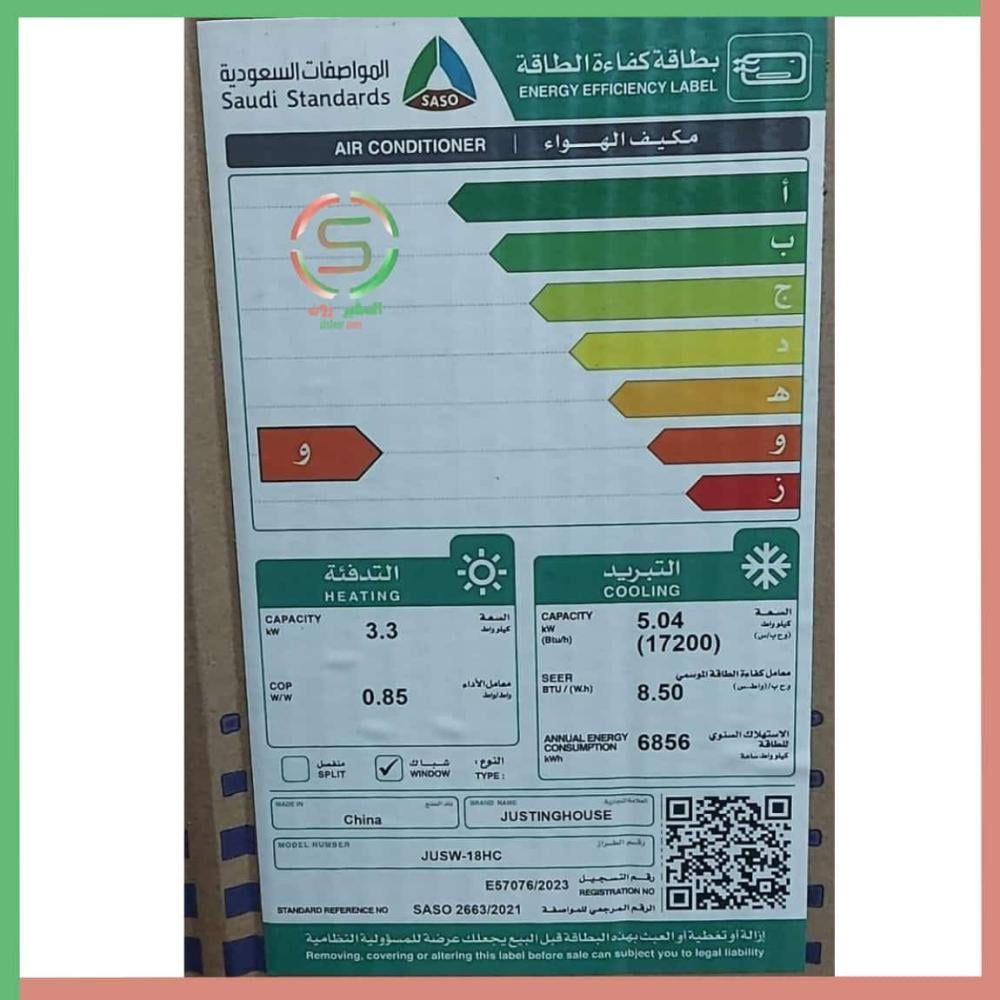 المواصفات السعودية
Saudi Standards
SASO
بطاقة كفاءة الطاقة
ENERGY EFFICIENCY LABEL
AIR CONDITIONER | مكيف الهـــواء
أ
ب
ج
د
هـ
و
و
ز
S
التدفئة
HEATING
CAPACITY
kW
3.3
السعة
كيلو واط
COP
W/W
0.85
معامل الأداء
واط/واط
التبريد
COOLING
CAPACITY
kW
(Btu/h)
5.04
(17200)
السعة
كيلو واط
(وح ب/س)
SEER
BTU / (W.h)
8.50
معامل كفاءة الطاقة الموسمي
وح ب/(واط.س)
ANNUAL ENERGY
CONSUMPTION
kWh
6856
الاستهلاك السنوي
للطاقة
كيلو واط ساعة
منفصل
SPLIT
شباك
WINDOW
النوع:
TYPE:
MADE IN
بلد الصنع
China
BRAND NAME
العلامة التجارية
JUSTINGHOUSE
MODEL NUMBER
رقم الطراز
JUSW-18HC
E57076/2023
رقم التسجيل
REGISTRATION NO
STANDARD REFERENCE NO SASO 2663/2021 الرقم المرجعي للمواصفة
إزالة أو تغطية أو العبث بهذه البطاقة قبل البيع يجعلك عرضة للمسؤولية النظامية
Removing, covering or altering this label before sale can subject you to legal liability